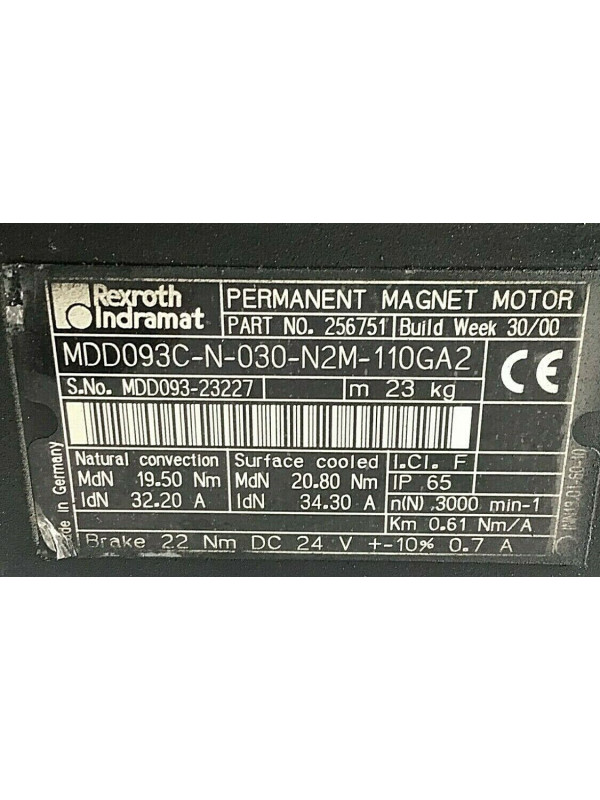 Rexroth
Indramat
PERMANENT MAGNET MOTOR
PART NO. 256751 Build Week 30/00
MDD093C-N-030-N2M-110GA2
CE
S.No. MDD093-23227 m 23 kg
Natural convection Surface cooled I.Cl. F
MdN 19.50 Nm MdN 20.80 Nm IP 65
IdN 32.20 A IdN 34.30 A n(N) 3000 min-1
Km 0.61 Nm/A
Brake 22 Nm DC 24 V +-10% 0.7 A
in Germany